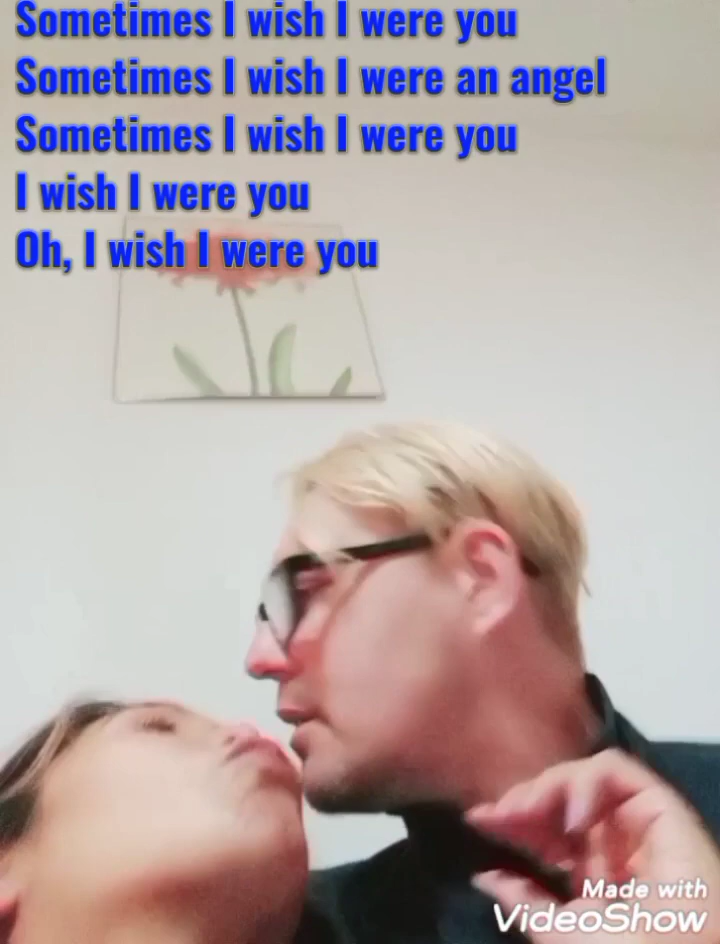 Sometimes I wish I were you
Sometimes I wish I were an angel
Sometimes I wish I were you
I wish I were you
Oh, I wish I were you
Made with
VideoShow